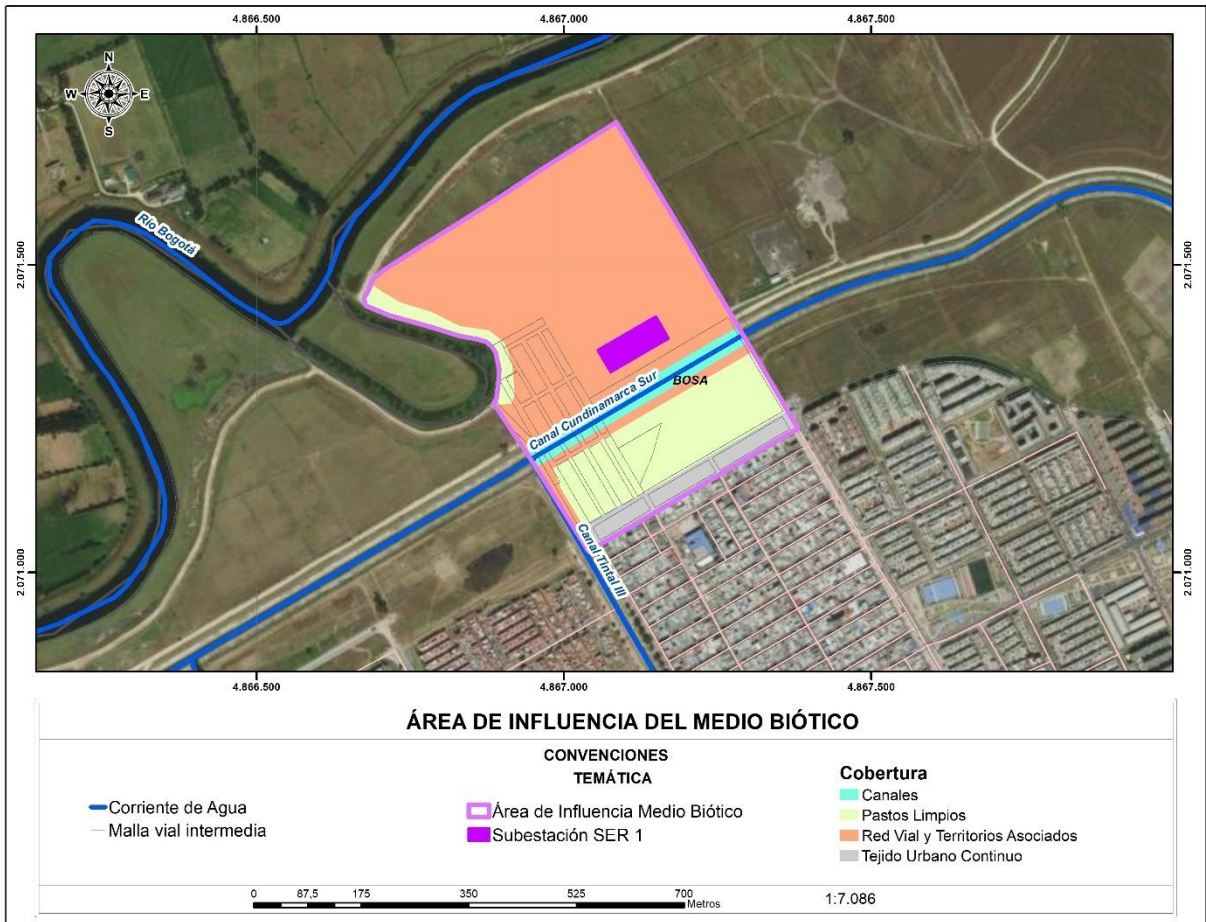 4.866.500 4.867.000 4.867.500
N
W E
S
2.071.500 2.071.500
Río Bogotá
Canal Cundinamarca Sur
BOSA
Canal Tintal III
2.071.000 2.071.000
4.866.500 4.867.000 4.867.500
ÁREA DE INFLUENCIA DEL MEDIO BIÓTICO
CONVENCIONES
TEMÁTICA
Corriente de Agua
Malla vial intermedia
Área de Influencia Medio Biótico
Subestación SER 1
Cobertura
Canales
Pastos Limpios
Red Vial y Territorios Asociados
Tejido Urbano Continuo
0 87,5 175 350 525 700
Metros
1:7.086